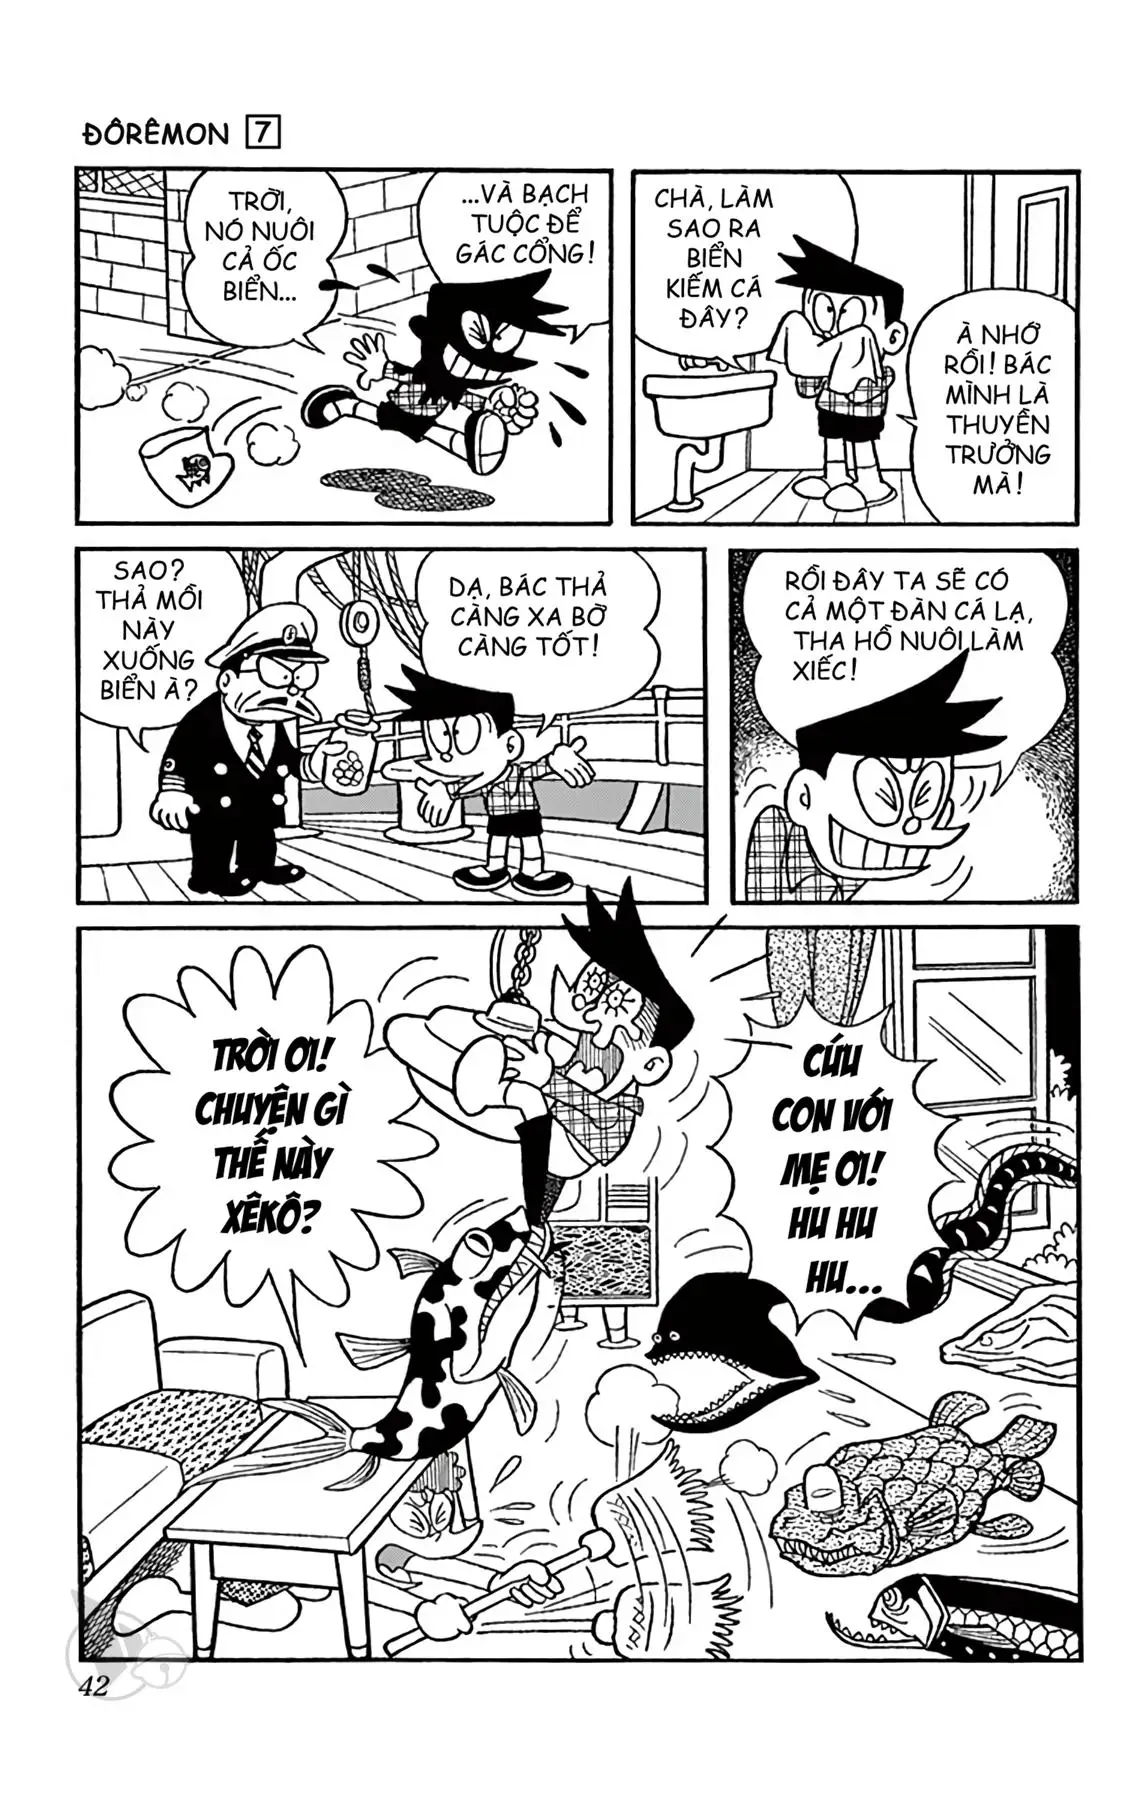 ĐÔRÊMON 7
TRỜI,
NÓ NUÔI
CẢ ỐC
BIỂN...
...VÀ BẠCH
TUỘC ĐỂ
GÁC CỔNG!
CHÀ, LÀM
SAO RA
BIỂN
KIẾM CÁ
ĐÂY?
À NHỚ
RỒI! BÁC
MÌNH LÀ
THUYỀN
TRƯỞNG
MÀ!
SAO?
THẢ MỒI
NÀY
XUỐNG
BIỂN À?
DẠ, BÁC THẢ
CÀNG XA BỜ
CÀNG TỐT!
RỒI ĐÂY TA SẼ CÓ
CẢ MỘT ĐÀN CÁ LẠ,
THA HỒ NUÔI LÀM
XIẾC!
TRỜI ƠI!
CHUYỆN GÌ
THẾ NÀY
XÊKÔ?
CỨU
CON VỚI
MẸ ƠI!
HU HU
HU...
42